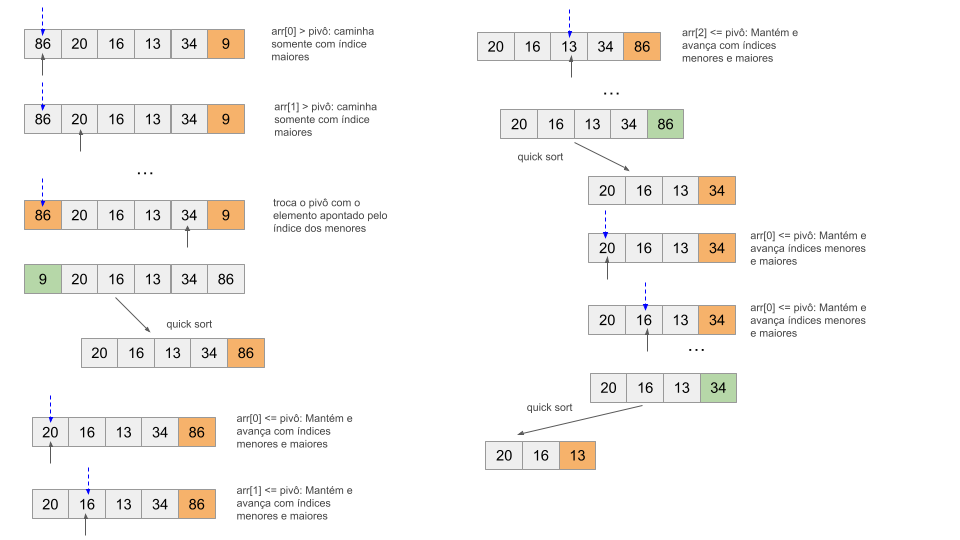 86 20 16 13 34 9
arr[0] > pivô: caminha
somente com índice
maiores
86 20 16 13 34 9
arr[1] > pivô: caminha
somente com índice
maiores
...
86 20 16 13 34 9
troca o pivô com o
elemento apontado pelo
índice dos menores
9 20 16 13 34 86
quick sort
20 16 13 34 86
20 16 13 34 86
arr[0] <= pivô: Mantém e
avança com índices
menores e maiores
20 16 13 34 86
arr[1] <= pivô: Mantém e
avança com índices
menores e maiores
20 16 13 34 86
arr[2] <= pivô: Mantém e
avança com índices
menores e maiores
...
20 16 13 34 86
quick sort
20 16 13 34
20 16 13 34
arr[0] <= pivô: Mantém e
avança índices menores
e maiores
20 16 13 34
arr[0] <= pivô: Mantém e
avança índices menores
e maiores
...
20 16 13 34
quick sort
20 16 13